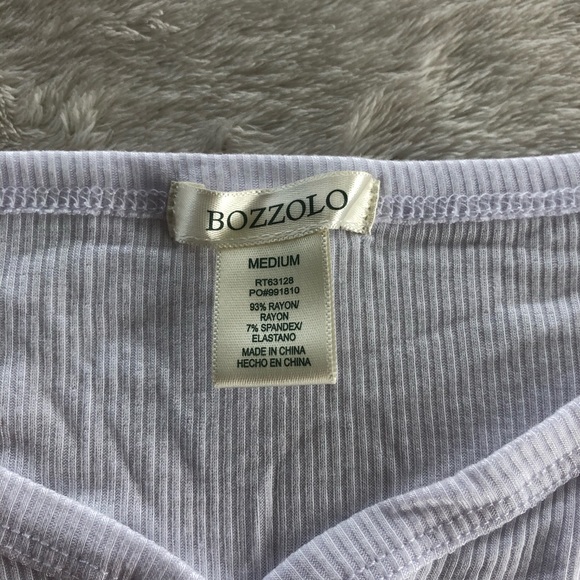 BOZZOLO
MEDIUM
RT63128
PO#991810
93% RAYON/
RAYON
7% SPANDEX/
ELASTANO
MADE IN CHINA
HECHO EN CHINA